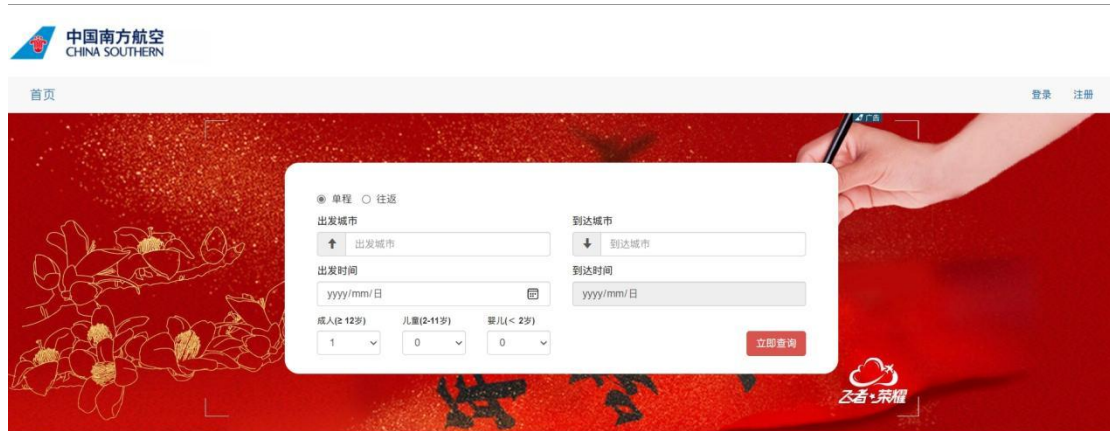 中国南方航空
CHINA SOUTHERN
首页
登录 注册
广告
单程 往返
出发城市 到达城市
出发城市 到达城市
出发时间 到达时间
yyyy/mm/日 yyyy/mm/日
成人(≥ 12岁) 儿童(2-11岁) 婴儿(< 2岁)
1 0 0
立即查询
飞者·荣耀